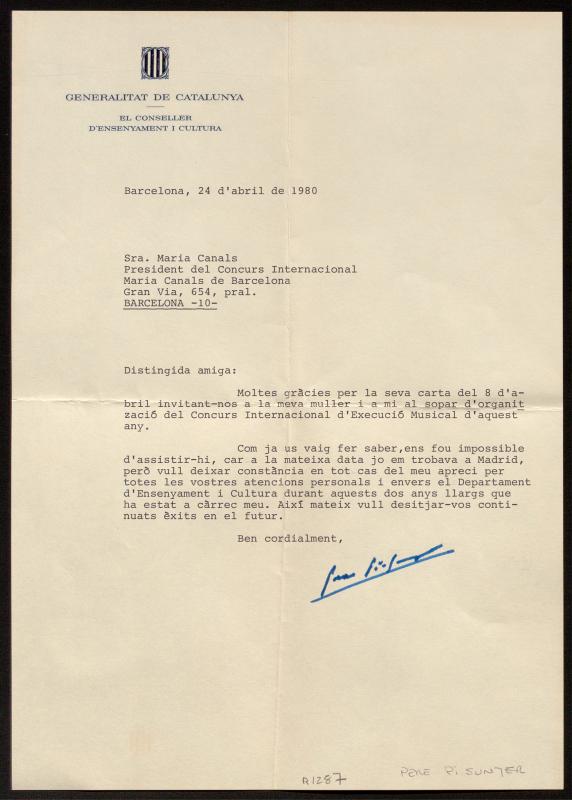 GENERALITAT DE CATALUNYA
EL CONSELLER
D'ENSENYAMENT I CULTURA
Barcelona, 24 d'abril de 1980
Sra. Maria Canals
President del Concurs Internacional
Maria Canals de Barcelona
Gran Via, 654, pral.
BARCELONA -10-
Distingida amiga:
Moltes gràcies per la seva carta del 8 d'a-
bril invitant-nos a la meva muller i a mi al sopar d'organit
zació del Concurs Internacional d'Execució Musical d'aquest
any.
Com ja us vaig fer saber,ens fou impossible
d'assistir-hi, car a la mateixa data jo em trobava a Madrid,
però vull deixar constància en tot cas del meu apreci per
totes les vostres atencions personals i envers el Departament
d'Ensenyament i Cultura durant aquests dos anys llargs que
ha estat a càrrec meu. Així mateix vull desitjar-vos conti-
nuats èxits en el futur.
Ben cordialment,
R1287
PERE PI SUNYER